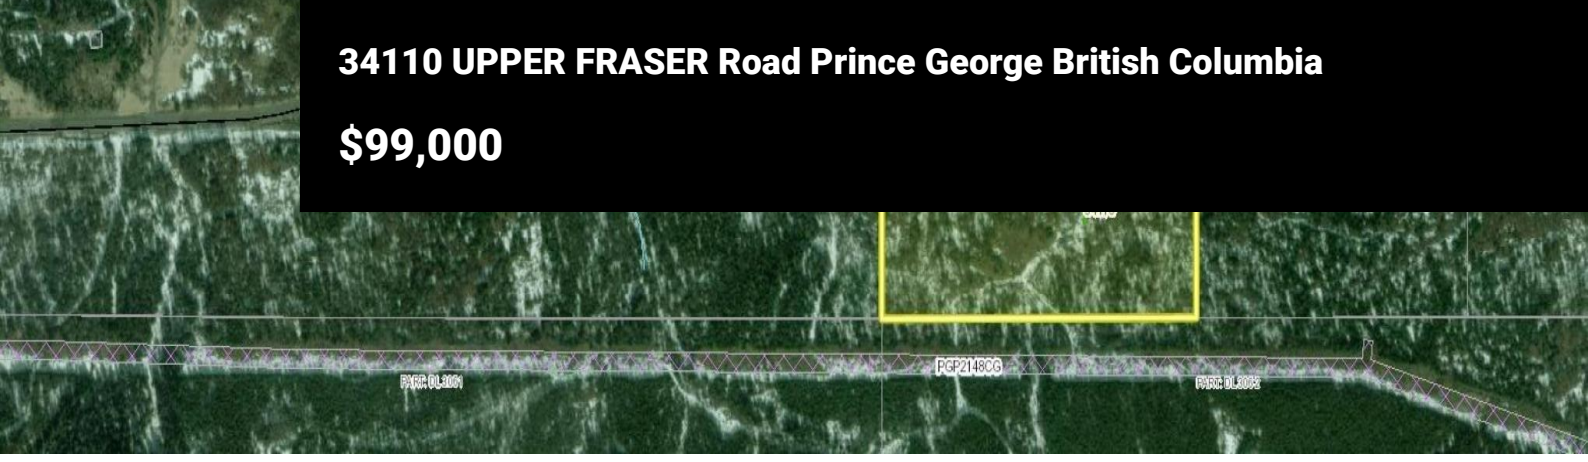 34110 UPPER FRASER Road Prince George British Columbia
$99,000
PGP2148CG